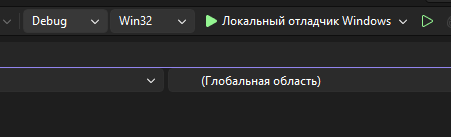 Debug Win32 Локальный отладчик Windows
(Глобальная область)